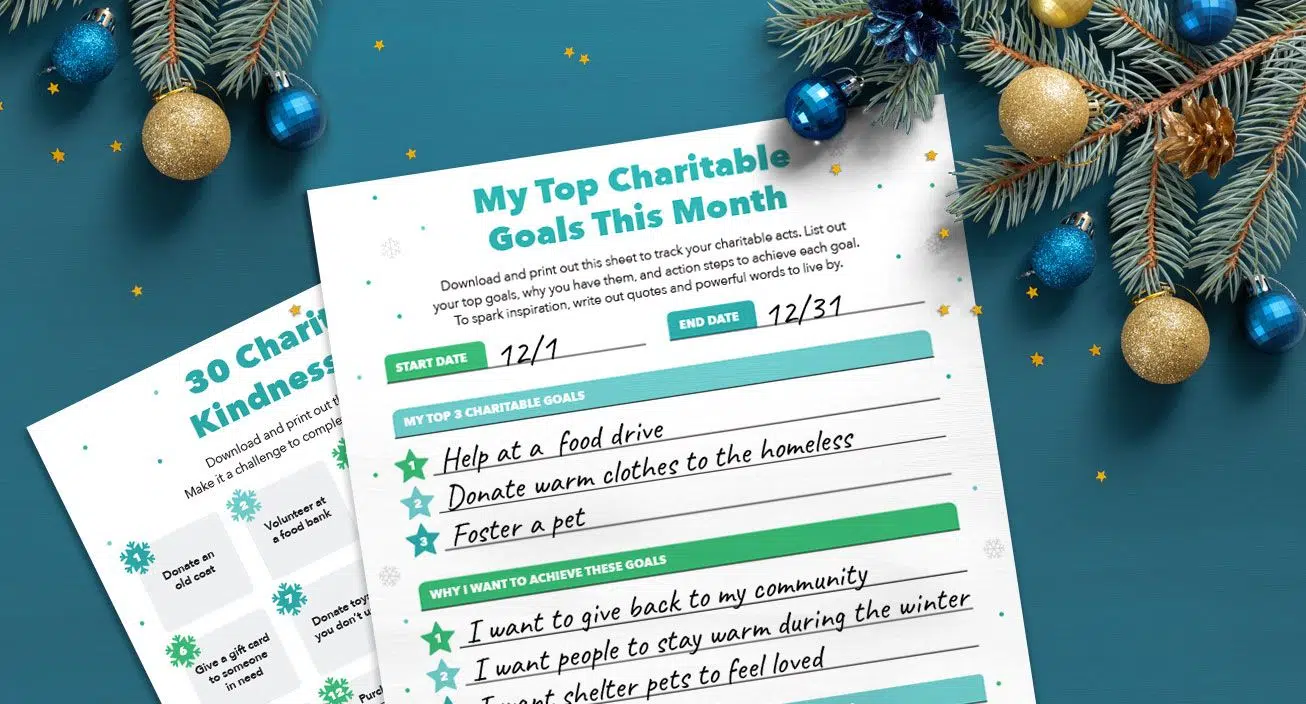 My Top Charitable
Goals This Month
Download and print out this sheet to track your charitable acts. List out
your top goals, why you have them, and action steps to achieve each goal.
To spark inspiration, write out quotes and powerful words to live by.
START DATE 12/1 END DATE 12/31
MY TOP 3 CHARITABLE GOALS
1 Help at a food drive
2 Donate warm clothes to the homeless
3 Foster a pet
WHY I WANT TO ACHIEVE THESE GOALS
1 I want to give back to my community
2 I want people to stay warm during the winter
I want shelter pets to feel loved
30
Kindness
Download and print out
Make it a challenge to
1 Donate an
old coat
2 Volunteer at
a food bank
6 Give a gift card
to someone
in need
7 Donate
you don't
12